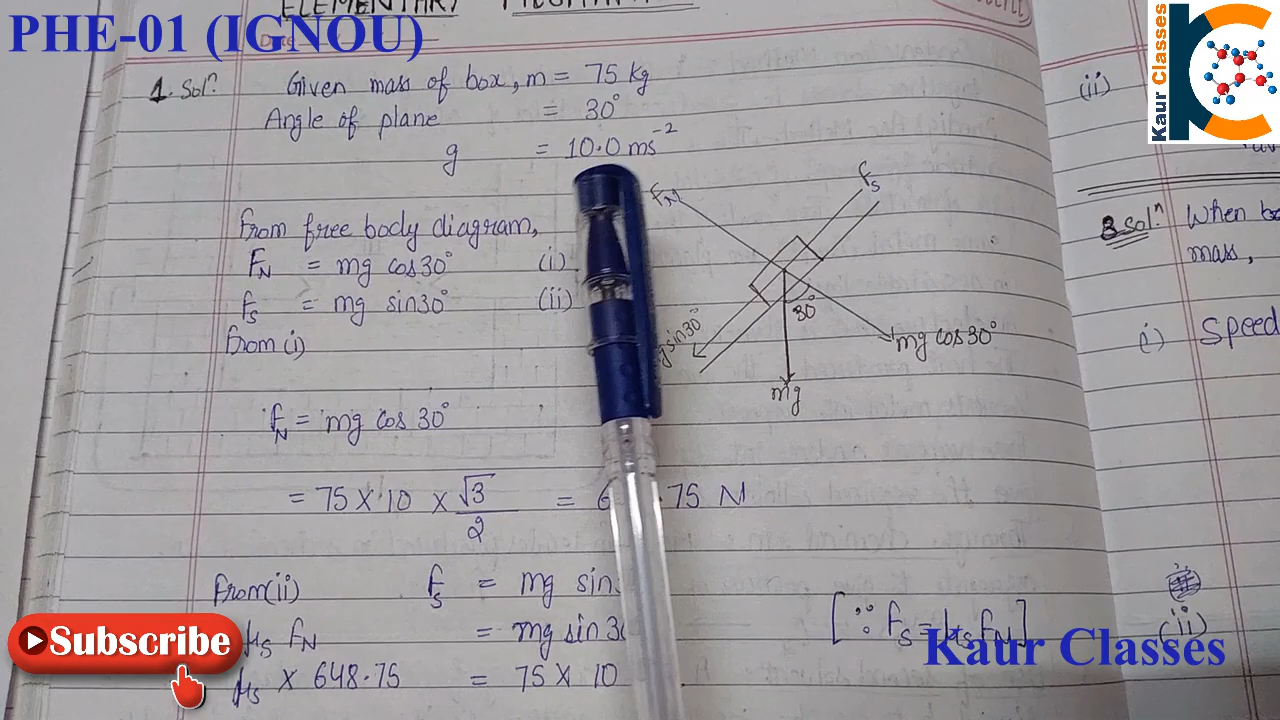 ELEMENTARY
PHE-01 (IGNOU)
Kaur Classes
1. Solⁿ. Given mass of box, m = 75 kg
Angle of plane = 30°
g = 10.0 ms⁻²
From free body diagram,
F_N = mg cos30° (i)
f_s = mg sin30° (ii)
From (i)
F_N = mg cos 30°
= 75 × 10 × √3/2 = 6 .75 N
From (ii) f_s = mg sin
μ_s F_N = mg sin 30
μ_s × 648.75 = 75 × 10
[∵ f_s = μ_s F_N]
F_N
f_s
30°
g sin30°
mg cos30°
mg
(ii)
3 Solⁿ. When
mass,
(i) Speed
(ii)
Subscribe
Kaur Classes